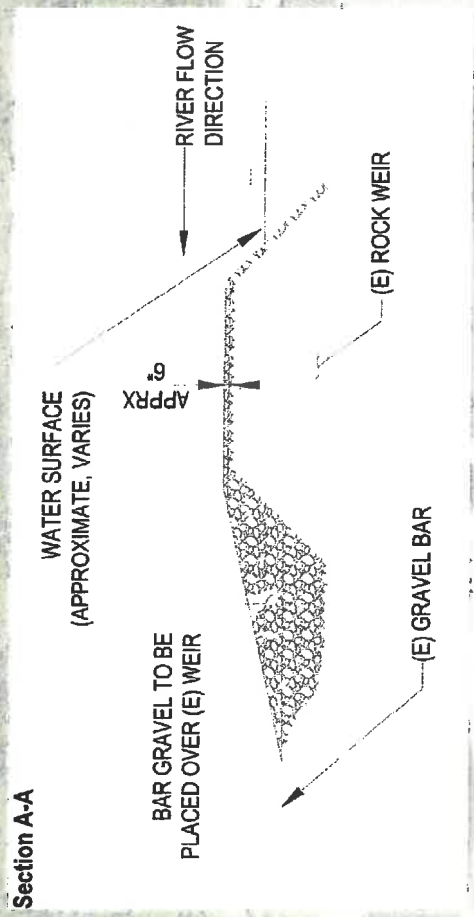 Section A-A
WATER SURFACE
(APPROXIMATE, VARIES)
RIVER FLOW
DIRECTION
APPRX
6"
BAR GRAVEL TO BE
PLACED OVER (E) WEIR
(E) ROCK WEIR
(E) GRAVEL BAR